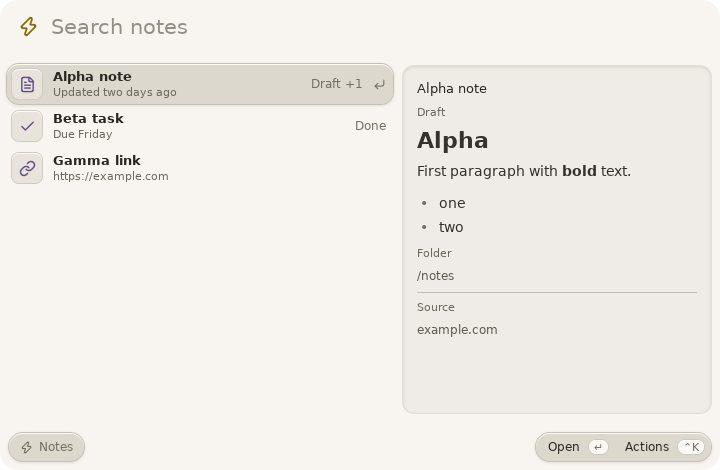 Search notes
Alpha note
Updated two days ago
Draft +1 ↵
Beta task
Due Friday
Done
Gamma link
https://example.com
Alpha note
Draft
Alpha
First paragraph with bold text.
• one
• two
Folder
/notes
Source
example.com
Notes
Open ↵ Actions ^K